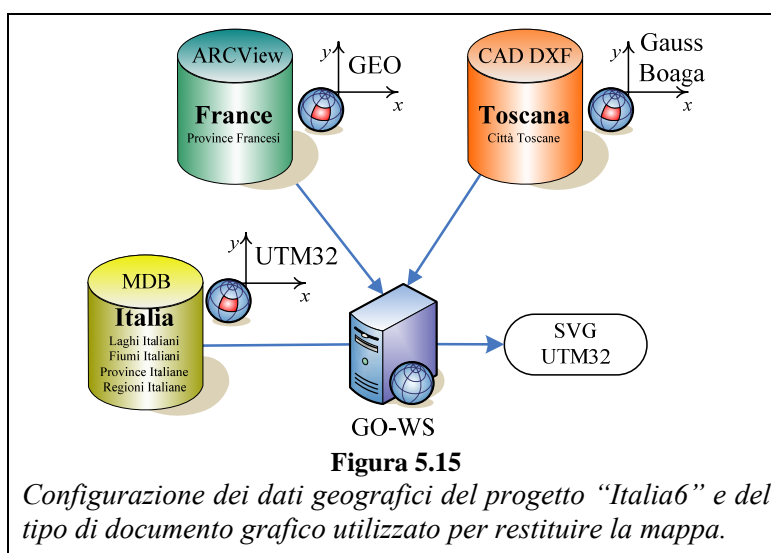 ARCView
y
GEO
x
France
Province Francesi
CAD DXF
y
Gauss
Boaga
x
Toscana
Città Toscane
MDB
y
UTM32
x
Italia
Laghi Italiani
Fiumi Italiani
Province Italiane
Regioni Italiane
SVG
UTM32
GO-WS
Figura 5.15
Configurazione dei dati geografici del progetto “Italia6” e del
tipo di documento grafico utilizzato per restituire la mappa.